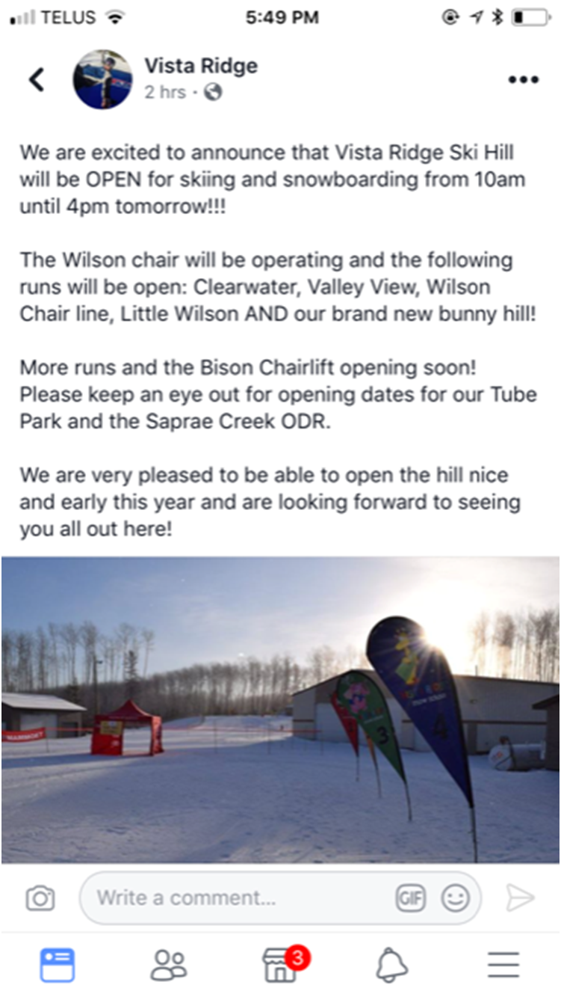 TELUS 5:49 PM
Vista Ridge
2 hrs ·
We are excited to announce that Vista Ridge Ski Hill
will be OPEN for skiing and snowboarding from 10am
until 4pm tomorrow!!!
The Wilson chair will be operating and the following
runs will be open: Clearwater, Valley View, Wilson
Chair line, Little Wilson AND our brand new bunny hill!
More runs and the Bison Chairlift opening soon!
Please keep an eye out for opening dates for our Tube
Park and the Saprae Creek ODR.
We are very pleased to be able to open the hill nice
and early this year and are looking forward to seeing
you all out here!
3
4
Write a comment...
GIF
3